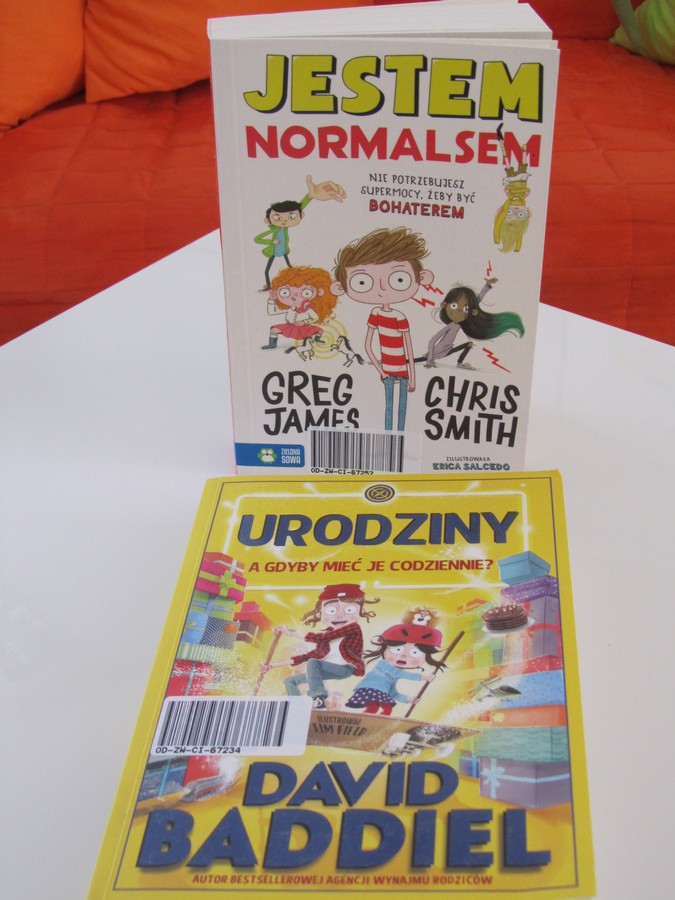 JESTEM
NORMALSEM
NIE POTRZEBUJESZ
SUPERMOCY, ŻEBY BYĆ
BOHATEREM
GREG
JAMES
CHRIS
SMITH
ZIELONA
SOWA
OD-ZW-CI-67252
ZILUSTROWAŁA
ERICA SALCEDO
URODZINY
A GDYBY MIEĆ JE CODZIENNIE?
ILUSTROWAŁ
TIM FIELD
OD-ZW-CI-67234
DAVID
BADDIEL
AUTOR BESTSELLEROWEJ AGENCJI WYNAJMU RODZICÓW